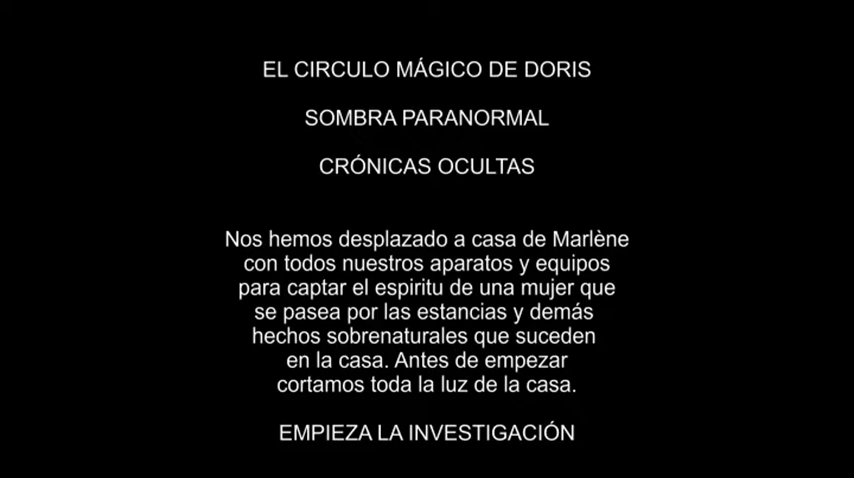 EL CIRCULO MÁGICO DE DORIS
SOMBRA PARANORMAL
CRÓNICAS OCULTAS
Nos hemos desplazado a casa de Marlène
con todos nuestros aparatos y equipos
para captar el espiritu de una mujer que
se pasea por las estancias y demás
hechos sobrenaturales que suceden
en la casa. Antes de empezar
cortamos toda la luz de la casa.
EMPIEZA LA INVESTIGACIÓN